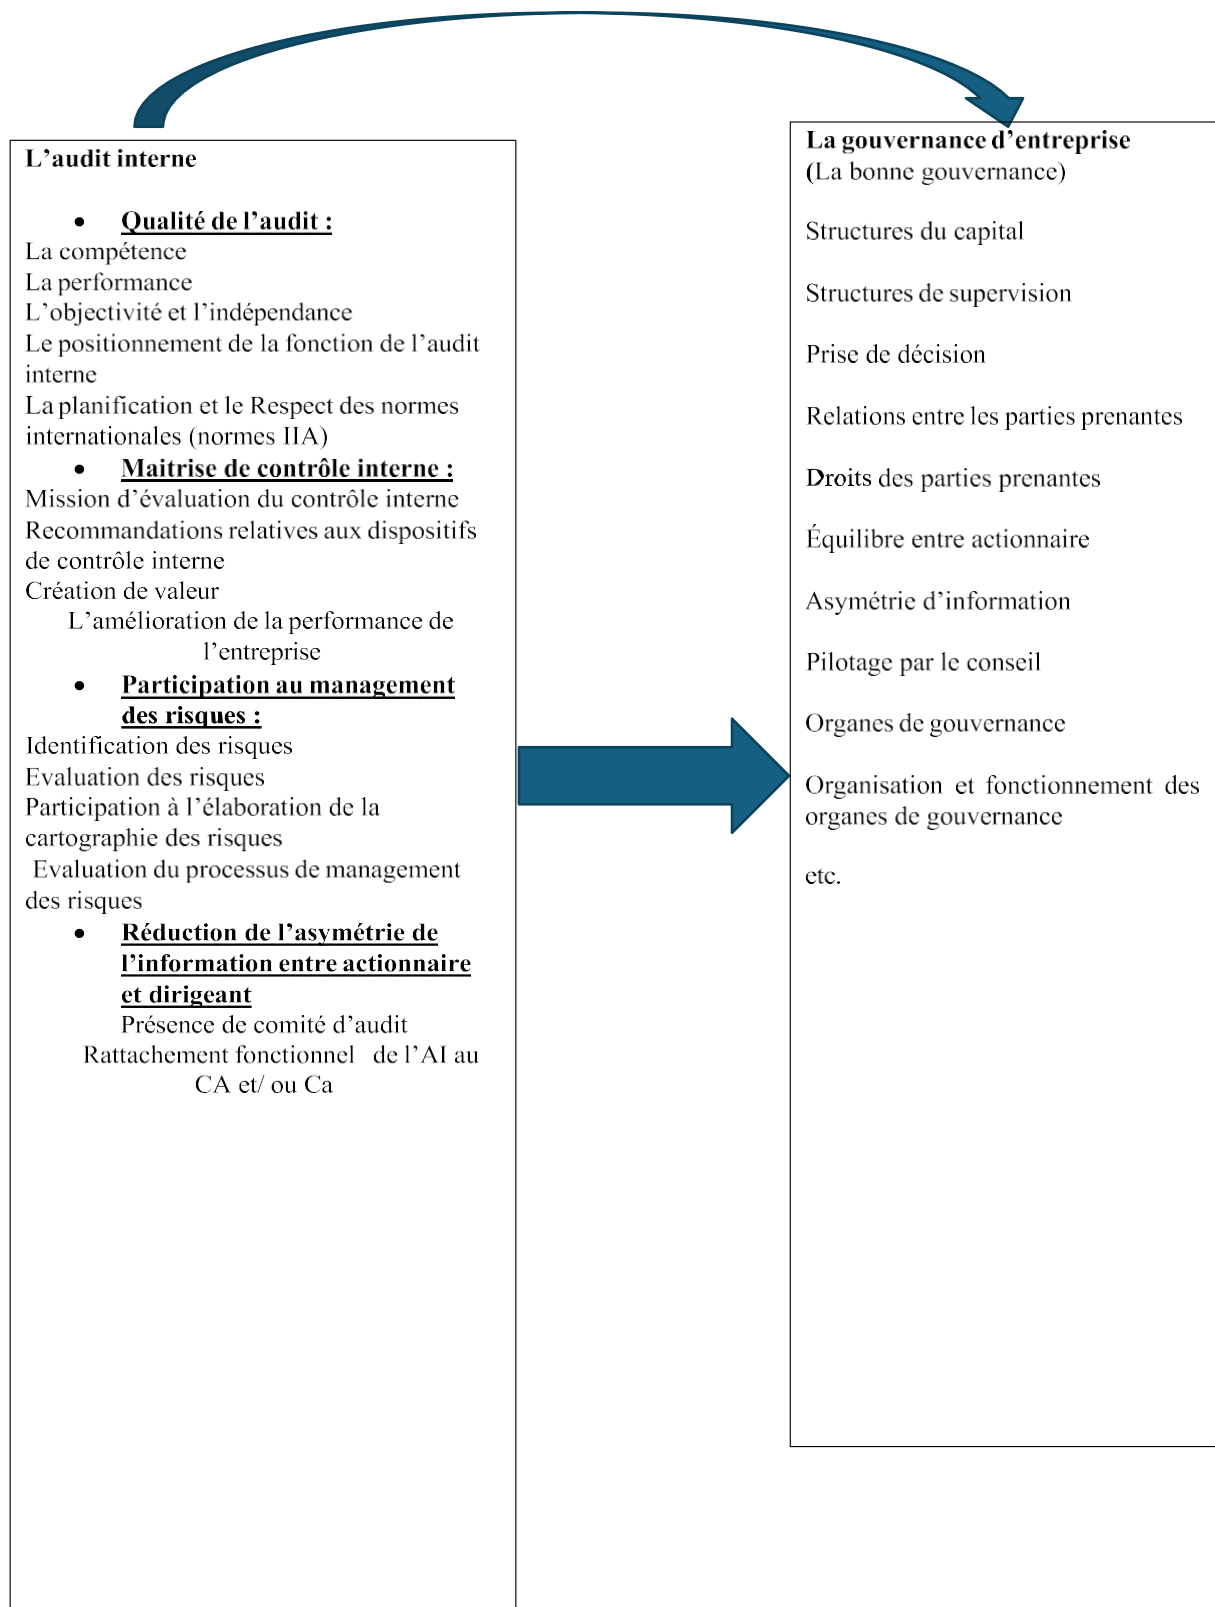 L’audit interne
• Qualité de l’audit :
La compétence
La performance
L’objectivité et l’indépendance
Le positionnement de la fonction de l’audit
interne
La planification et le Respect des normes
internationales (normes IIA)
• Maitrise de contrôle interne :
Mission d’évaluation du contrôle interne
Recommandations relatives aux dispositifs
de contrôle interne
Création de valeur
L’amélioration de la performance de
l’entreprise
• Participation au management
des risques :
Identification des risques
Evaluation des risques
Participation à l’élaboration de la
cartographie des risques
Evaluation du processus de management
des risques
• Réduction de l’asymétrie de
l’information entre actionnaire
et dirigeant
Présence de comité d’audit
Rattachement fonctionnel de l’AI au
CA et/ ou Ca
La gouvernance d’entreprise
(La bonne gouvernance)
Structures du capital
Structures de supervision
Prise de décision
Relations entre les parties prenantes
Droits des parties prenantes
Équilibre entre actionnaire
Asymétrie d’information
Pilotage par le conseil
Organes de gouvernance
Organisation et fonctionnement des
organes de gouvernance
etc.